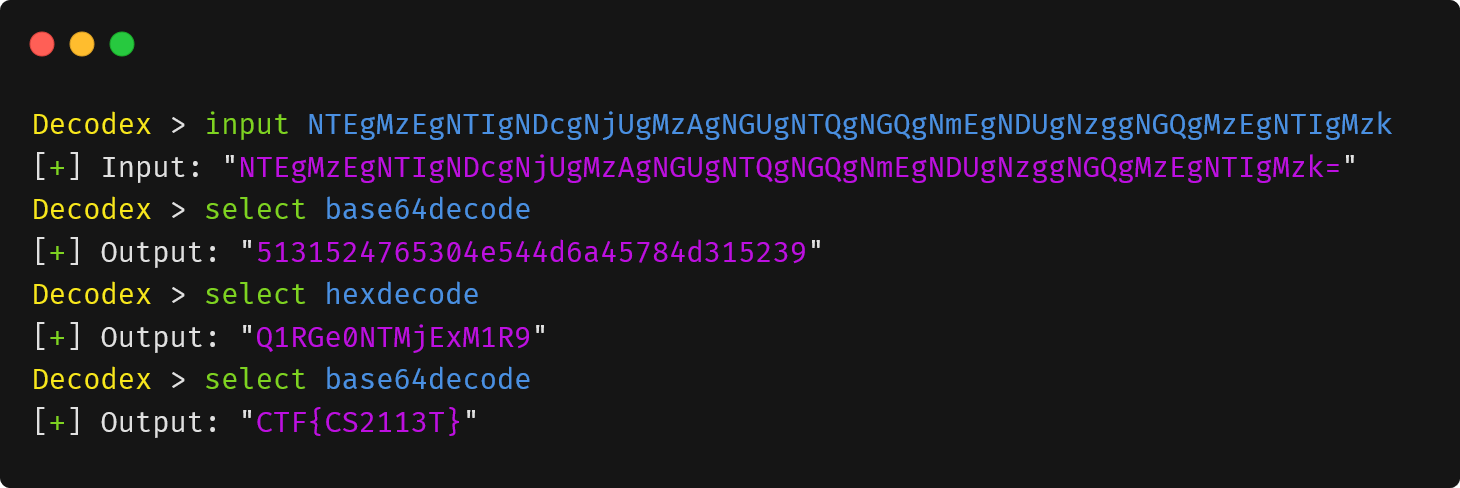 Decodex > input NTEgMzEgNTIgNDcgNjUgMzAgNGUgNTQgNGQgNmEgNDUgNzggNGQgMzEgNTIgMzk
[+] Input: "NTEgMzEgNTIgNDcgNjUgMzAgNGUgNTQgNGQgNmEgNDUgNzggNGQgMzEgNTIgMzk="
Decodex > select base64decode
[+] Output: "5131524765304e544d6a45784d315239"
Decodex > select hexdecode
[+] Output: "Q1RGe0NTMjExM1R9"
Decodex > select base64decode
[+] Output: "CTF{CS2113T}"